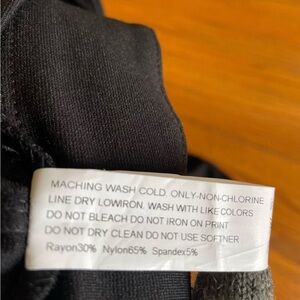 MACHING WASH COLD. ONLY-NON-CHLORINE
LINE DRY LOWIRON. WASH WITH LIKE COLORS
DO NOT BLEACH DO NOT IRON ON PRINT
DO NOT DRY CLEAN DO NOT USE SOFTNER
Rayon30% Nylon65% Spandex5%